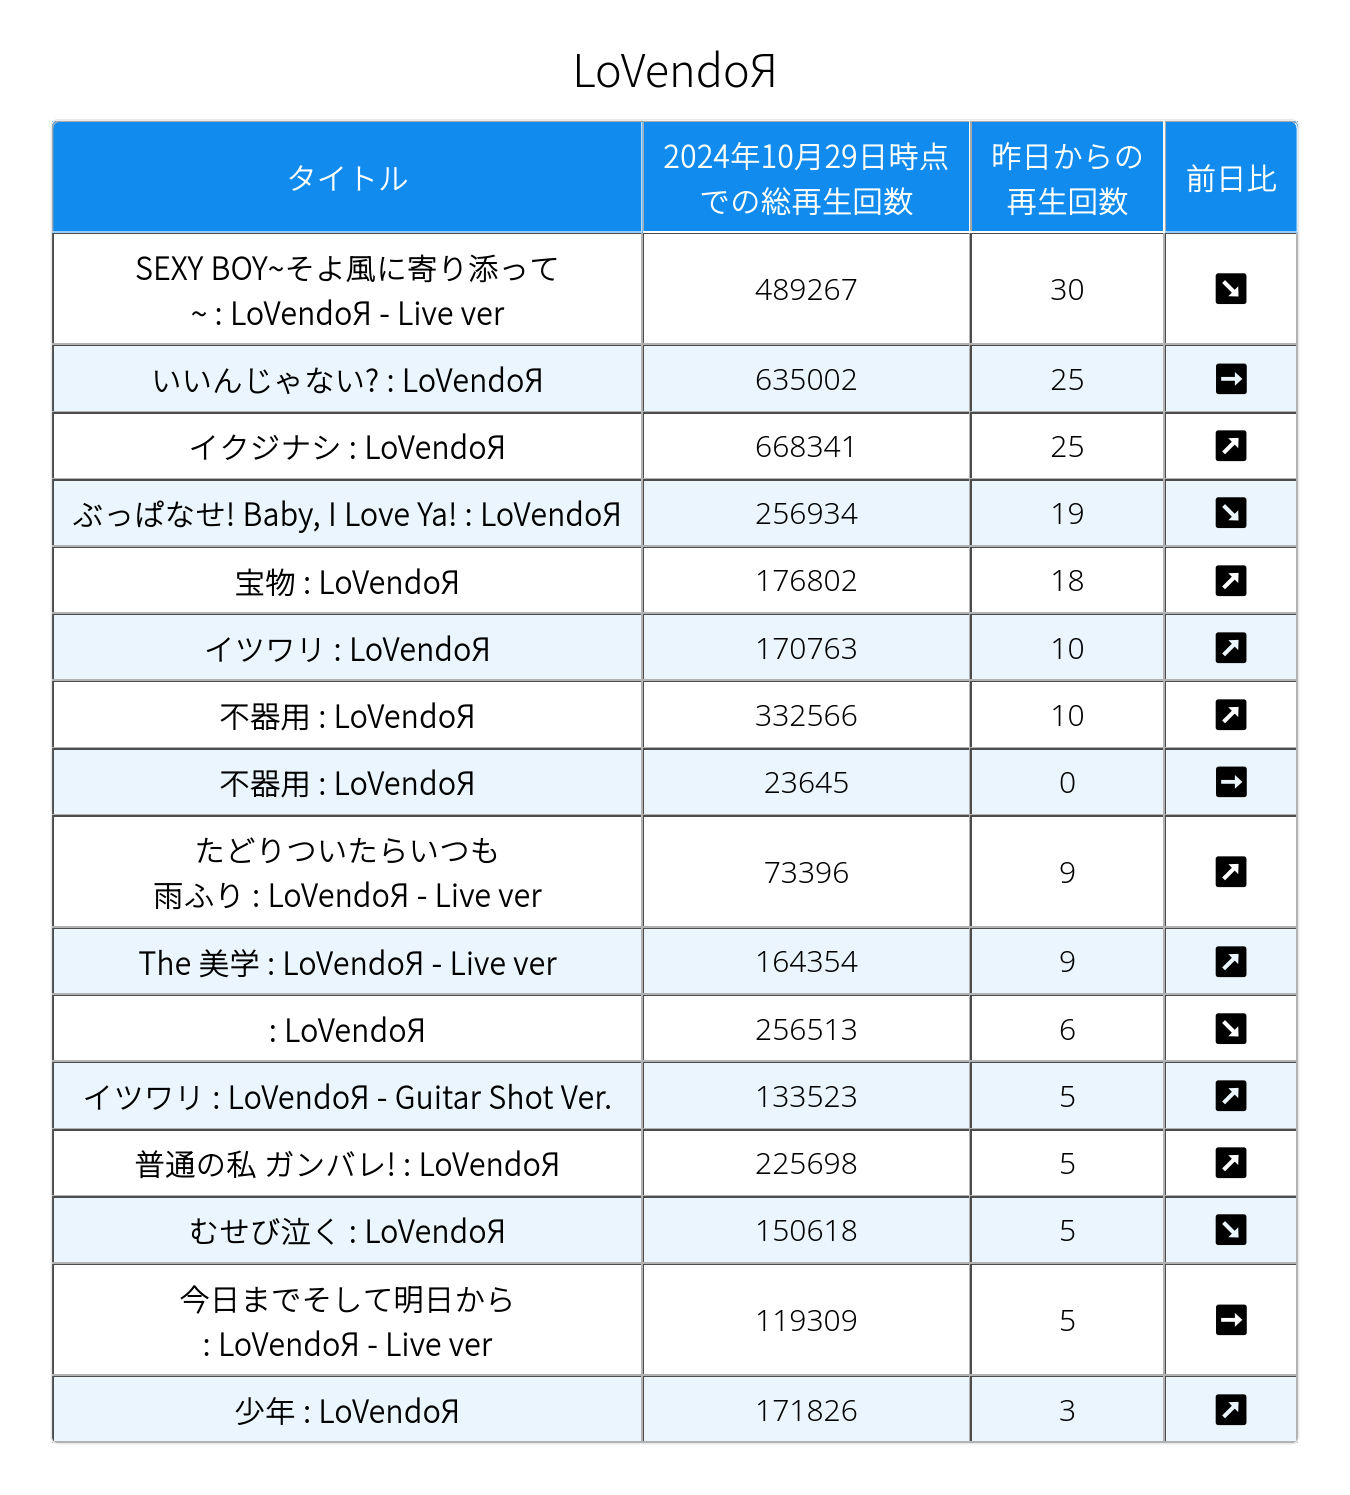 LoVendoЯ
タイトル
2024年10月29日時点
での総再生回数
昨日からの
再生回数
前日比
SEXY BOY~そよ風に寄り添って
~ : LoVendoЯ - Live ver
489267
30
いいんじゃない? : LoVendoЯ
635002
25
イクジナシ : LoVendoЯ
668341
25
ぶっぱなせ! Baby, I Love Ya! : LoVendoЯ
256934
19
宝物 : LoVendoЯ
176802
18
イツワリ : LoVendoЯ
170763
10
不器用 : LoVendoЯ
332566
10
不器用 : LoVendoЯ
23645
0
たどりついたらいつも
雨ふり : LoVendoЯ - Live ver
73396
9
The 美学 : LoVendoЯ - Live ver
164354
9
: LoVendoЯ
256513
6
イツワリ : LoVendoЯ - Guitar Shot Ver.
133523
5
普通の私 ガンバレ! : LoVendoЯ
225698
5
むせび泣く : LoVendoЯ
150618
5
今日までそして明日から
: LoVendoЯ - Live ver
119309
5
少年 : LoVendoЯ
171826
3